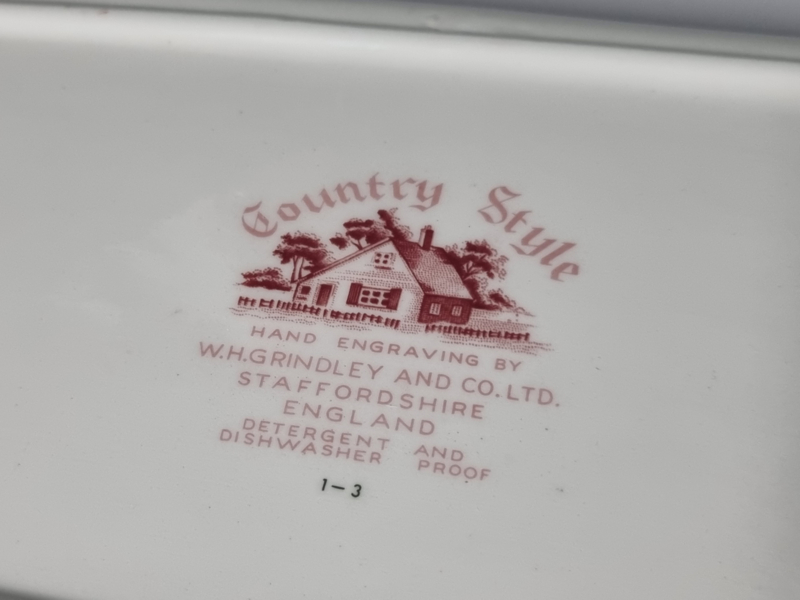 Country Style
HAND ENGRAVING BY
W.H.GRINDLEY AND CO.LTD.
STAFFORDSHIRE
ENGLAND
DETERGENT AND
DISHWASHER PROOF
1-3